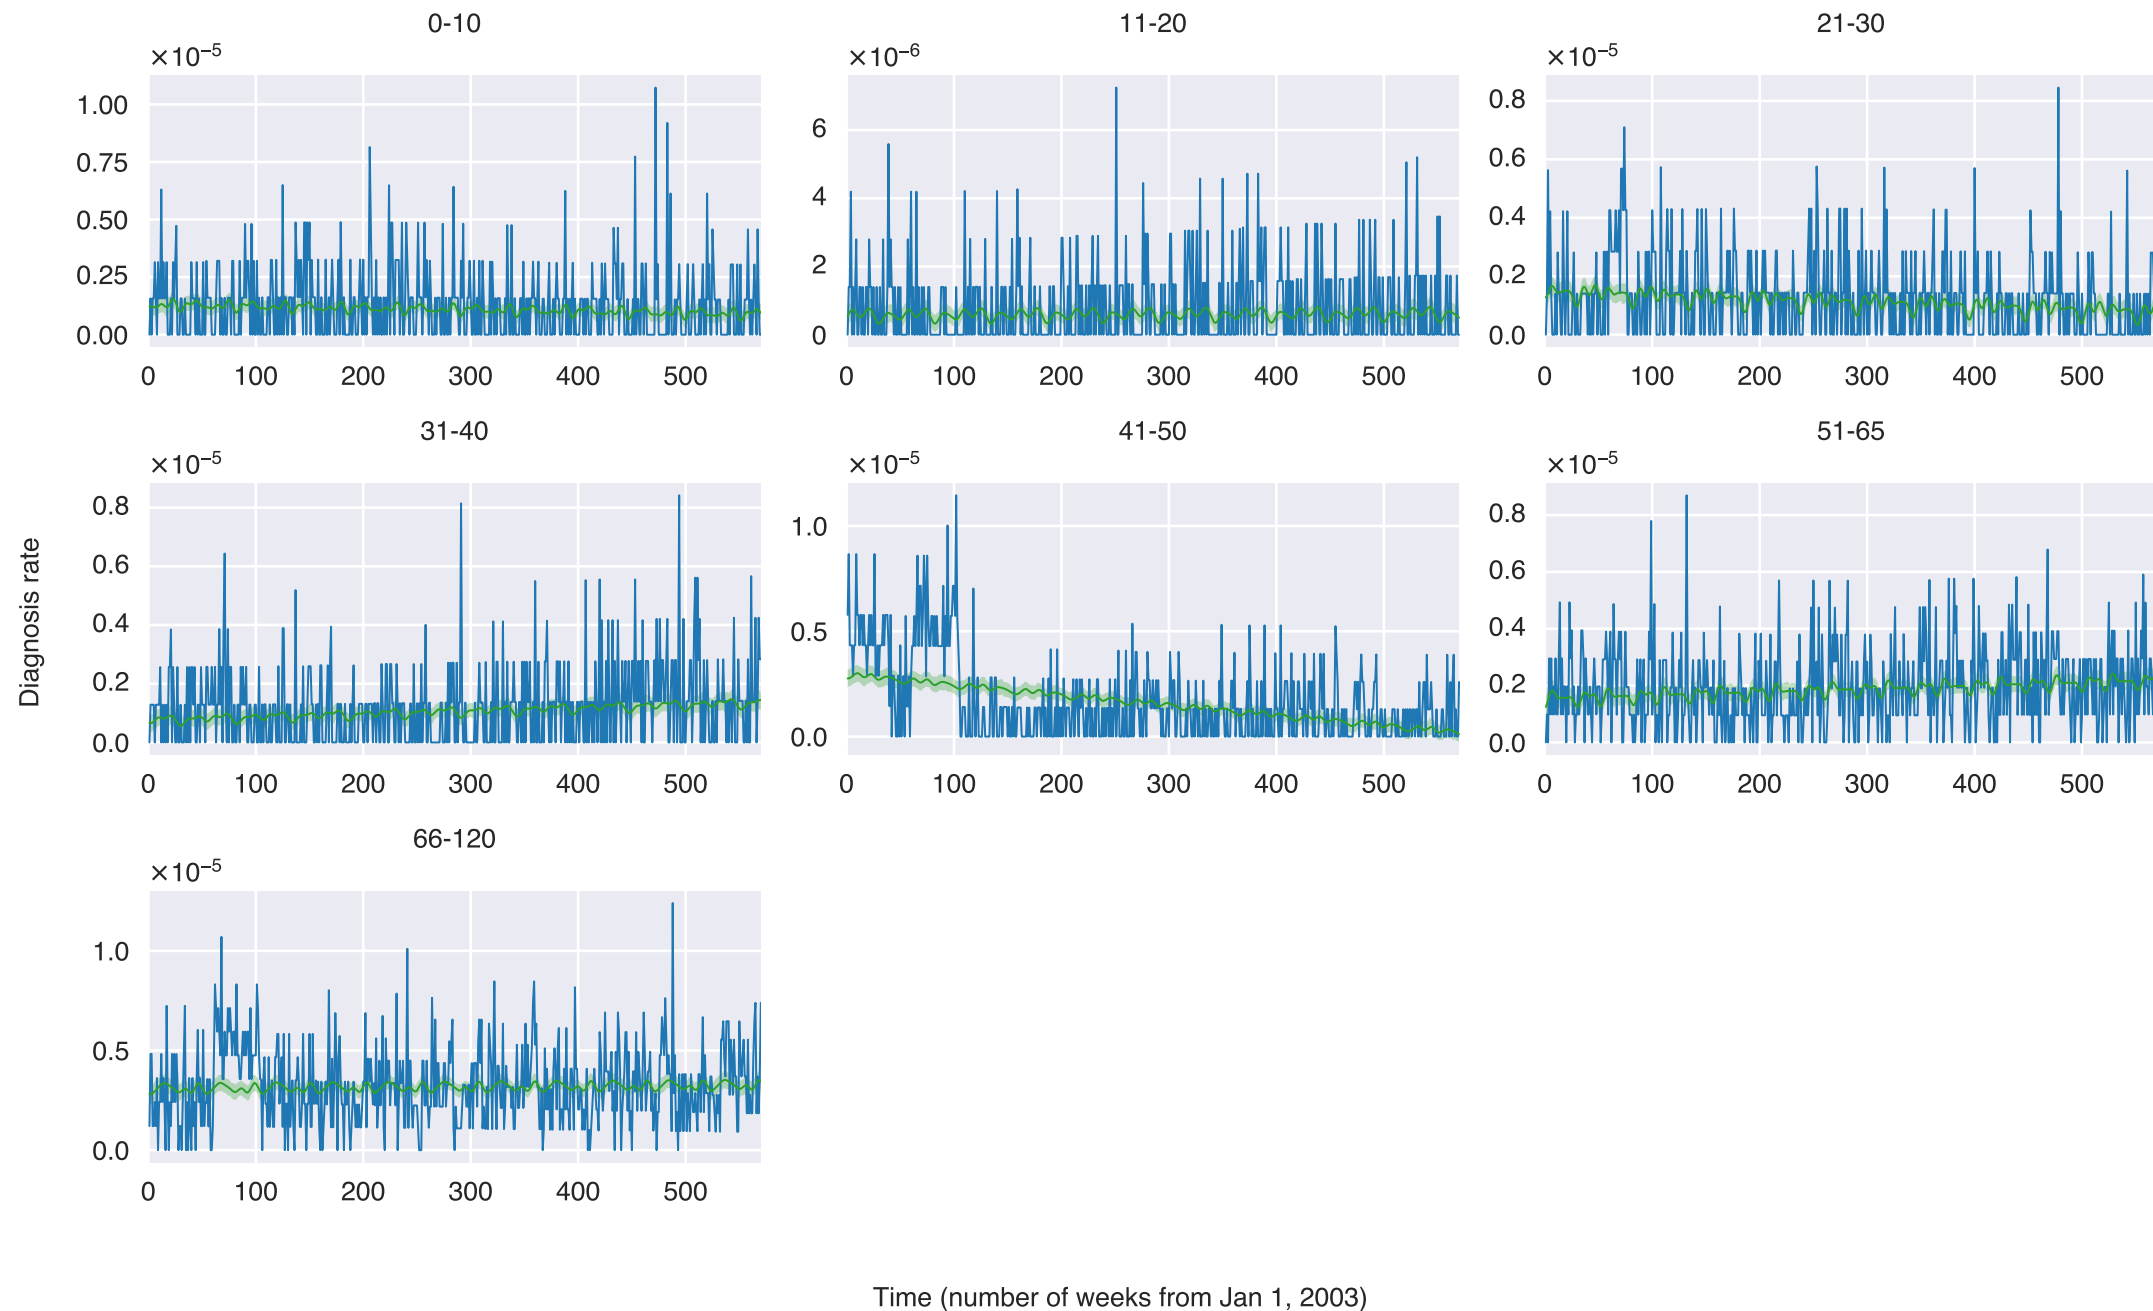 0-10 11-20 21-30
×10⁻⁵ ×10⁻⁶ ×10⁻⁵
1.00 0.75 0.50 0.25 0.00
6 4 2 0
0.8 0.6 0.4 0.2 0.0
0 100 200 300 400 500 0 100 200 300 400 500 0 100 200 300 400 500
31-40 41-50 51-65
×10⁻⁵ ×10⁻⁵ ×10⁻⁵
Diagnosis rate
0.8 0.6 0.4 0.2 0.0
1.0 0.5 0.0
0.8 0.6 0.4 0.2 0.0
0 100 200 300 400 500 0 100 200 300 400 500 0 100 200 300 400 500
66-120
×10⁻⁵
1.0 0.5 0.0
0 100 200 300 400 500
Time (number of weeks from Jan 1, 2003)